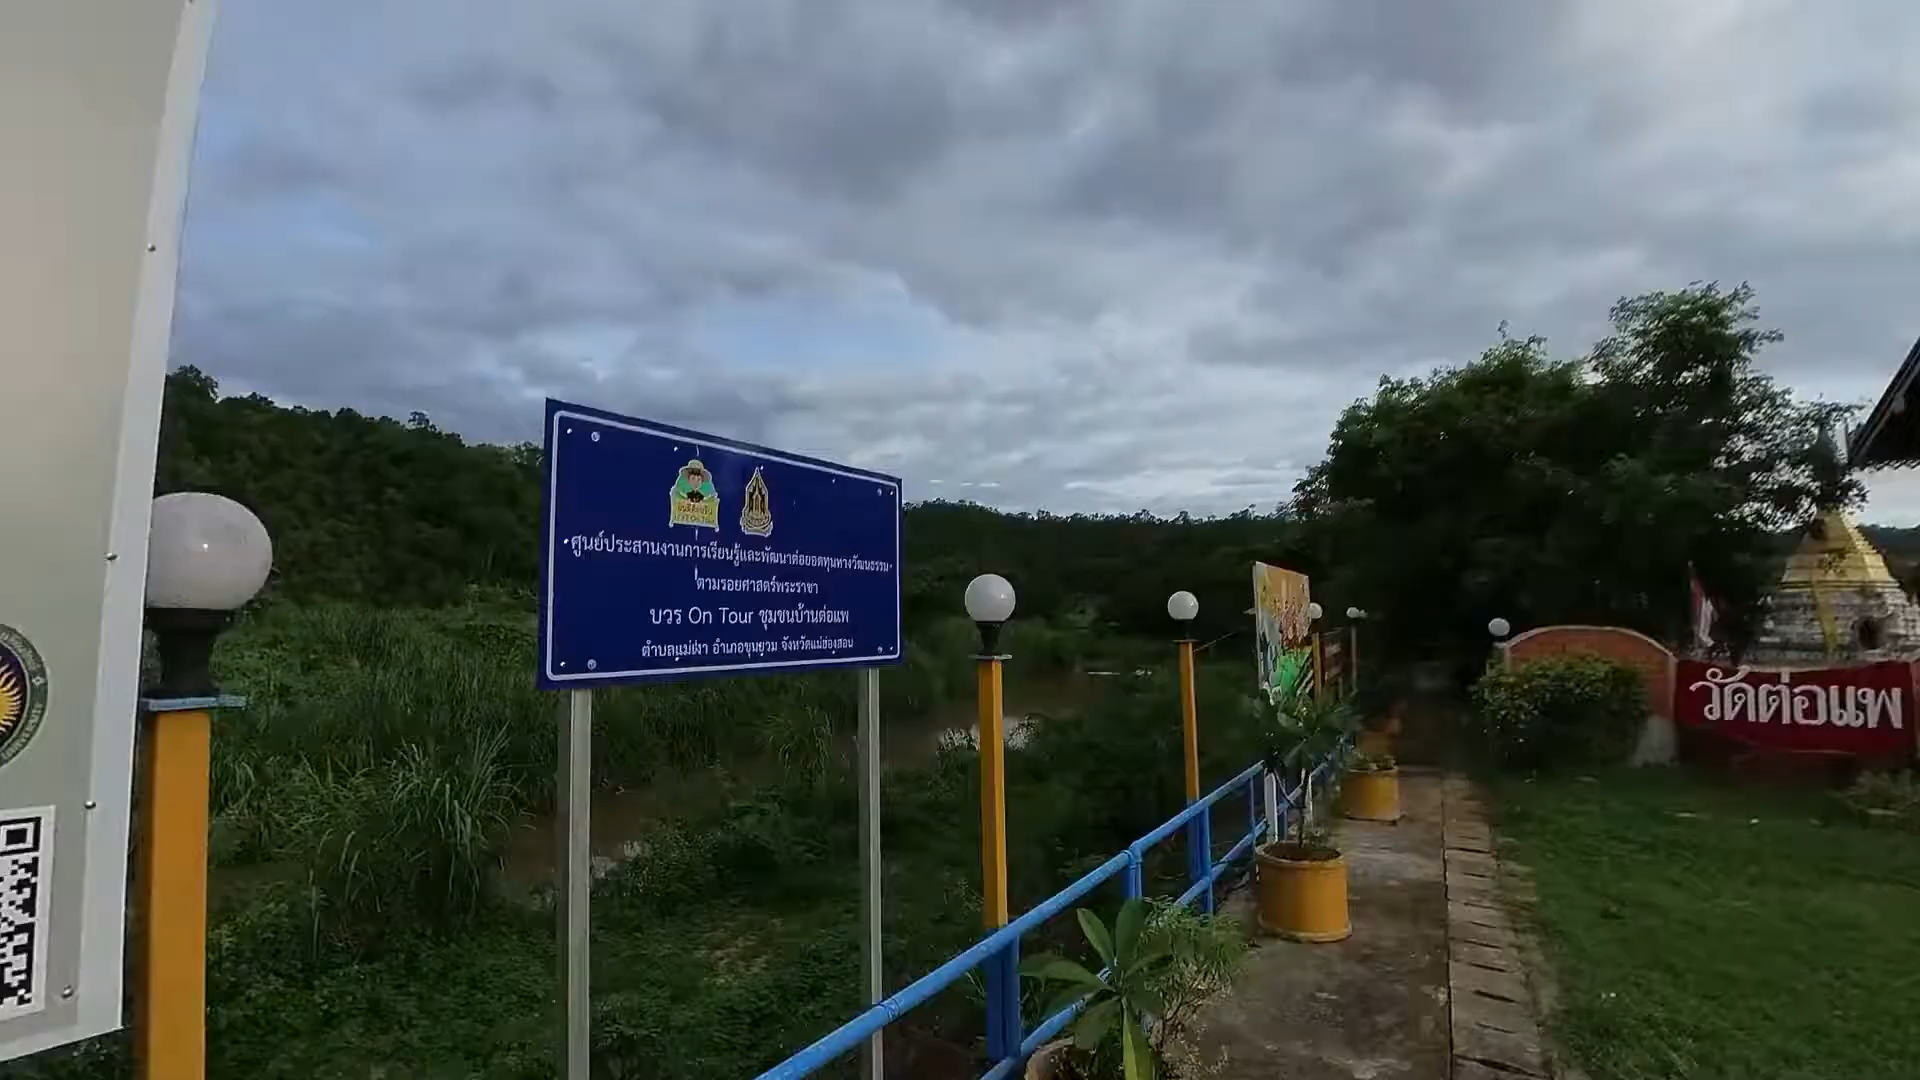 ศูนย์ประสานงานการเรียนรู้และพัฒนาต่อยอดทุนทางวัฒนธรรม
ตามรอยศาสตร์พระราชา
บวร On Tour ชุมชนบ้านต่อแพ
ตำบลแม่เงา อำเภอขุนยวม จังหวัดแม่ฮ่องสอน
วัดต่อแพ